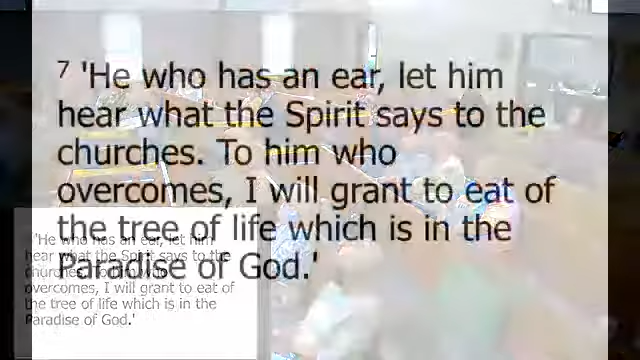 7 'He who has an ear, let him
hear what the Spirit says to the
churches. To him who
overcomes, I will grant to eat of
the tree of life which is in the
Paradise of God.'
'He who has an ear, let him
hear what the Spirit says to the
churches. To him who
overcomes, I will grant to eat of
the tree of life which is in the
Paradise of God.'